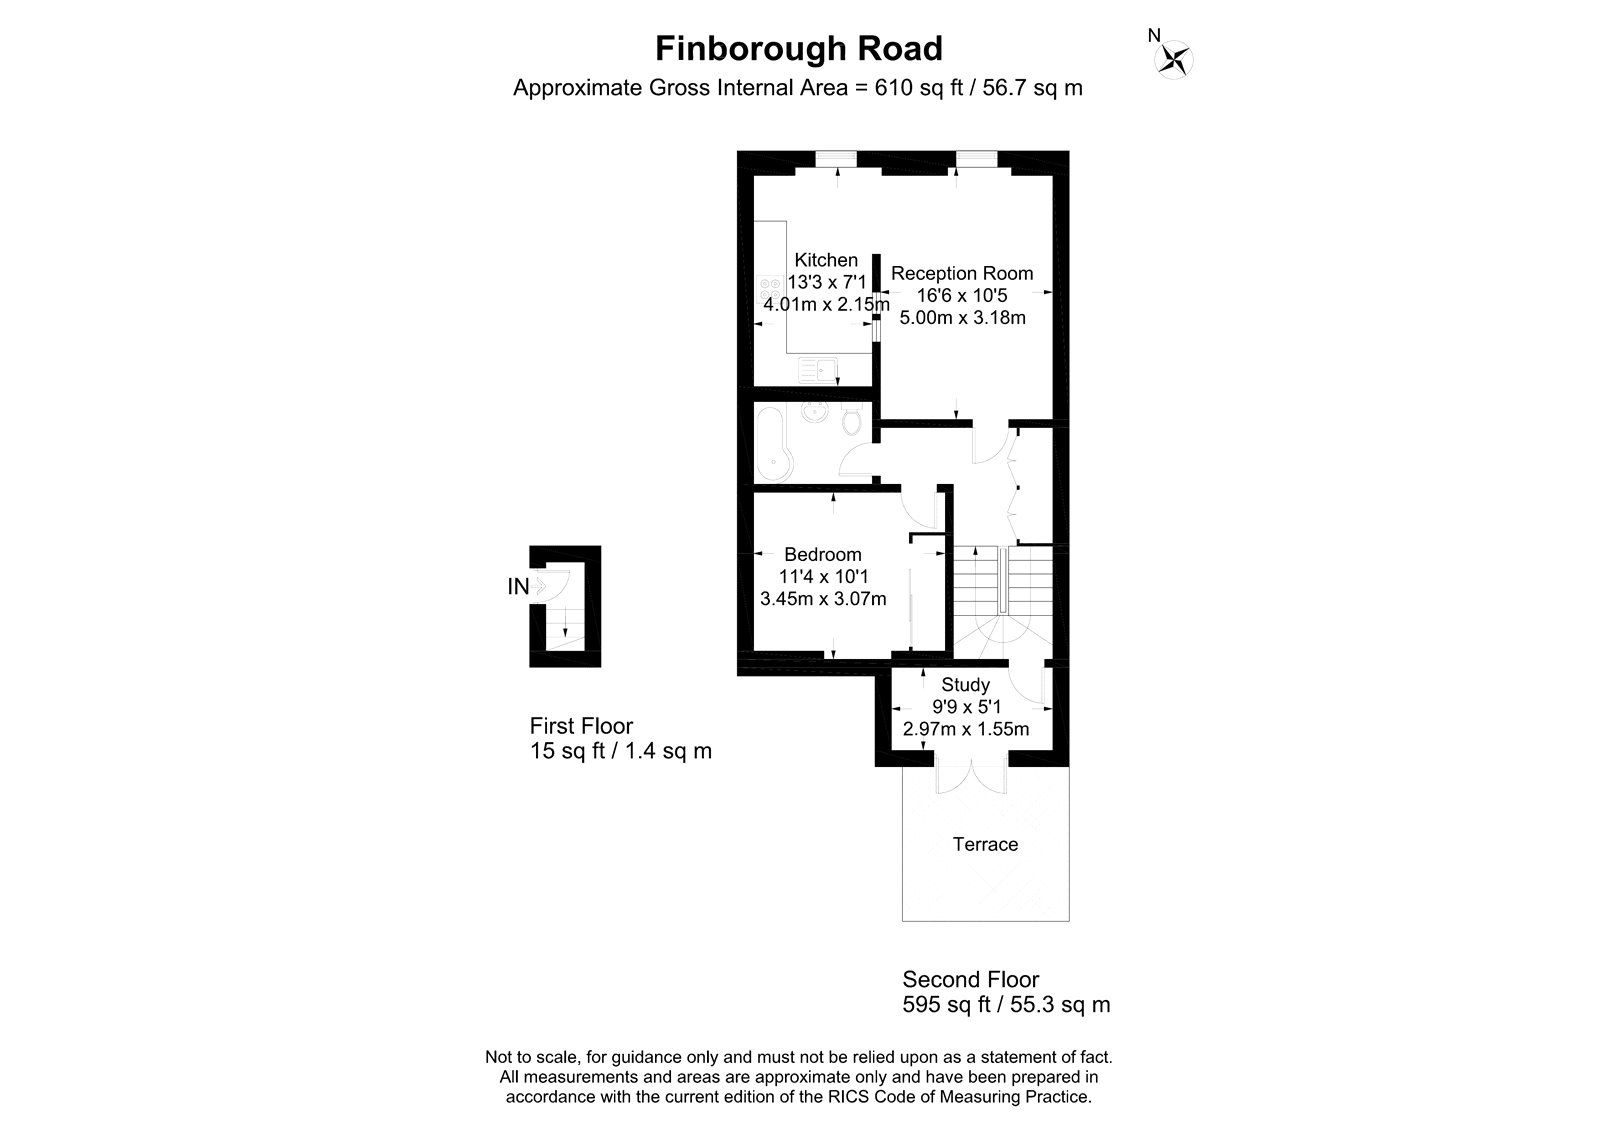 Finborough Road
Approximate Gross Internal Area = 610 sq ft / 56.7 sq m
N
Kitchen
13'3 x 7'1
4.01m x 2.15m
Reception Room
16'6 x 10'5
5.00m x 3.18m
Bedroom
11'4 x 10'1
3.45m x 3.07m
IN
Study
9'9 x 5'1
2.97m x 1.55m
First Floor
15 sq ft / 1.4 sq m
Terrace
Second Floor
595 sq ft / 55.3 sq m
Not to scale, for guidance only and must not be relied upon as a statement of fact.
All measurements and areas are approximate only and have been prepared in
accordance with the current edition of the RICS Code of Measuring Practice.